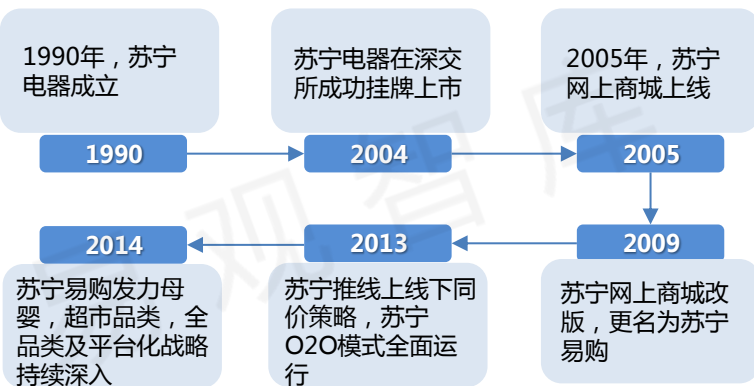 1990年，苏宁
电器成立
苏宁电器在深交
所成功挂牌上市
2005年，苏宁
网上商城上线
1990
2004
2005
2009
苏宁网上商城改
版，更名为苏宁
易购
2013
苏宁推线上线下同
价策略，苏宁
O2O模式全面运
行
2014
苏宁易购发力母
婴，超市品类，全
品类及平台化战略
持续深入
易观智库